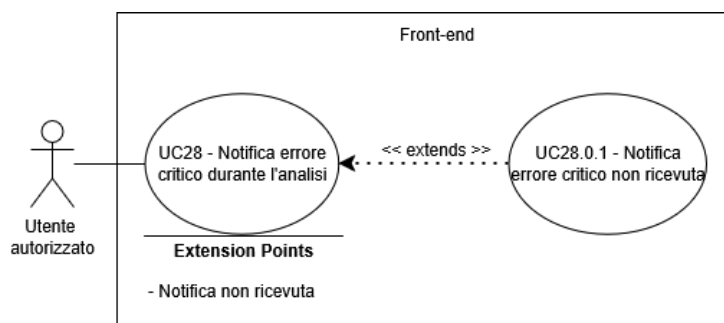 Front-end
UC28 - Notifica errore
critico durante l'analisi
<< extends >>
UC28.0.1 - Notifica
errore critico non ricevuta
Utente
autorizzato
Extension Points
- Notifica non ricevuta